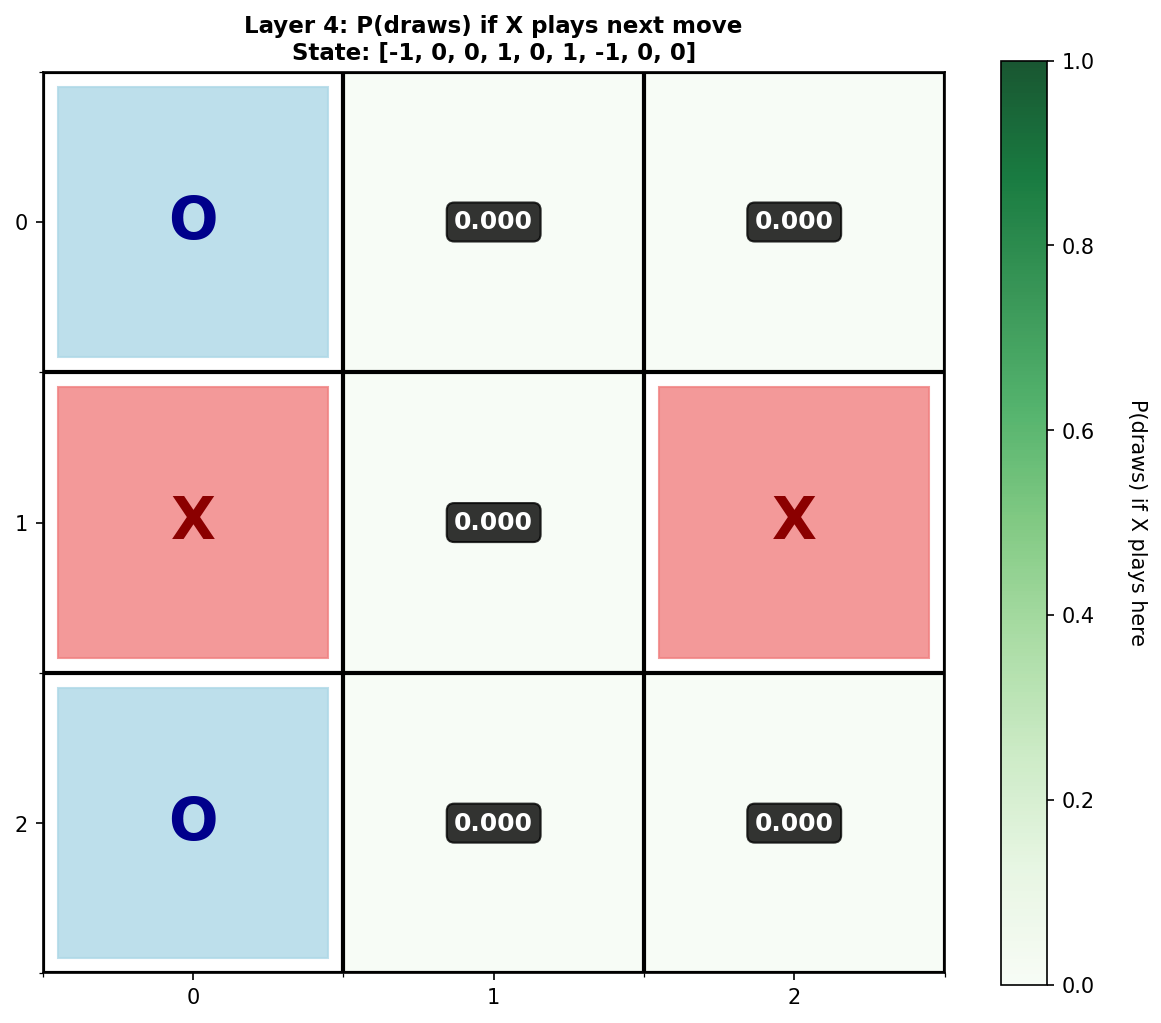 Layer 4: P(draws) if X plays next move
State: [-1, 0, 0, 1, 0, 1, -1, 0, 0]
0
O
0.000
0.000
1
X
0.000
X
2
O
0.000
0.000
0
1
2
1.0
0.8
0.6
0.4
0.2
0.0
P(draws) if X plays here